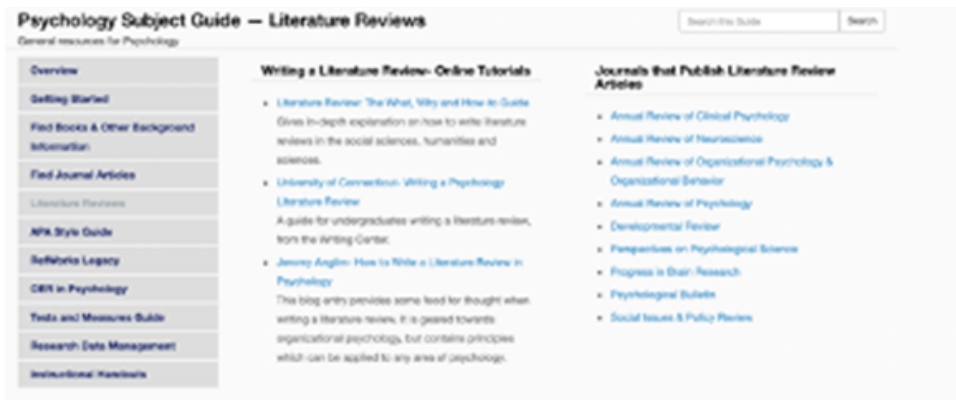 Psychology Subject Guide — Literature Reviews
General resources for Psychology
Search this Guide
Search
Overview
Getting Started
Find Books & Other Background
Information
Find Journal Articles
Literature Reviews
APA Style Guide
RefWorks Legacy
OER in Psychology
Tests and Measures Guide
Research Data Management
Instructional Handouts
Writing a Literature Review- Online Tutorials
Literature Review: The What, Why and How-to Guide
Gives in-depth explanation on how to write literature
reviews in the social sciences, humanities and
sciences.
University of Connecticut- Writing a Psychology
Literature Review
A guide for undergraduates writing a literature review,
from the Writing Center.
Jeromy Anglim- How to Write a Literature Review in
Psychology
This blog entry provides some food for thought when
writing a literature review. It is geared towards
organizational psychology, but contains principles
which can be applied to any area of psychology.
Journals that Publish Literature Review
Articles
Annual Review of Clinical Psychology
Annual Review of Neuroscience
Annual Review of Organizational Psychology &
Organizational Behavior
Annual Review of Psychology
Developmental Review
Perspectives on Psychological Science
Progress in Brain Research
Psychological Bulletin
Social Issues & Policy Review